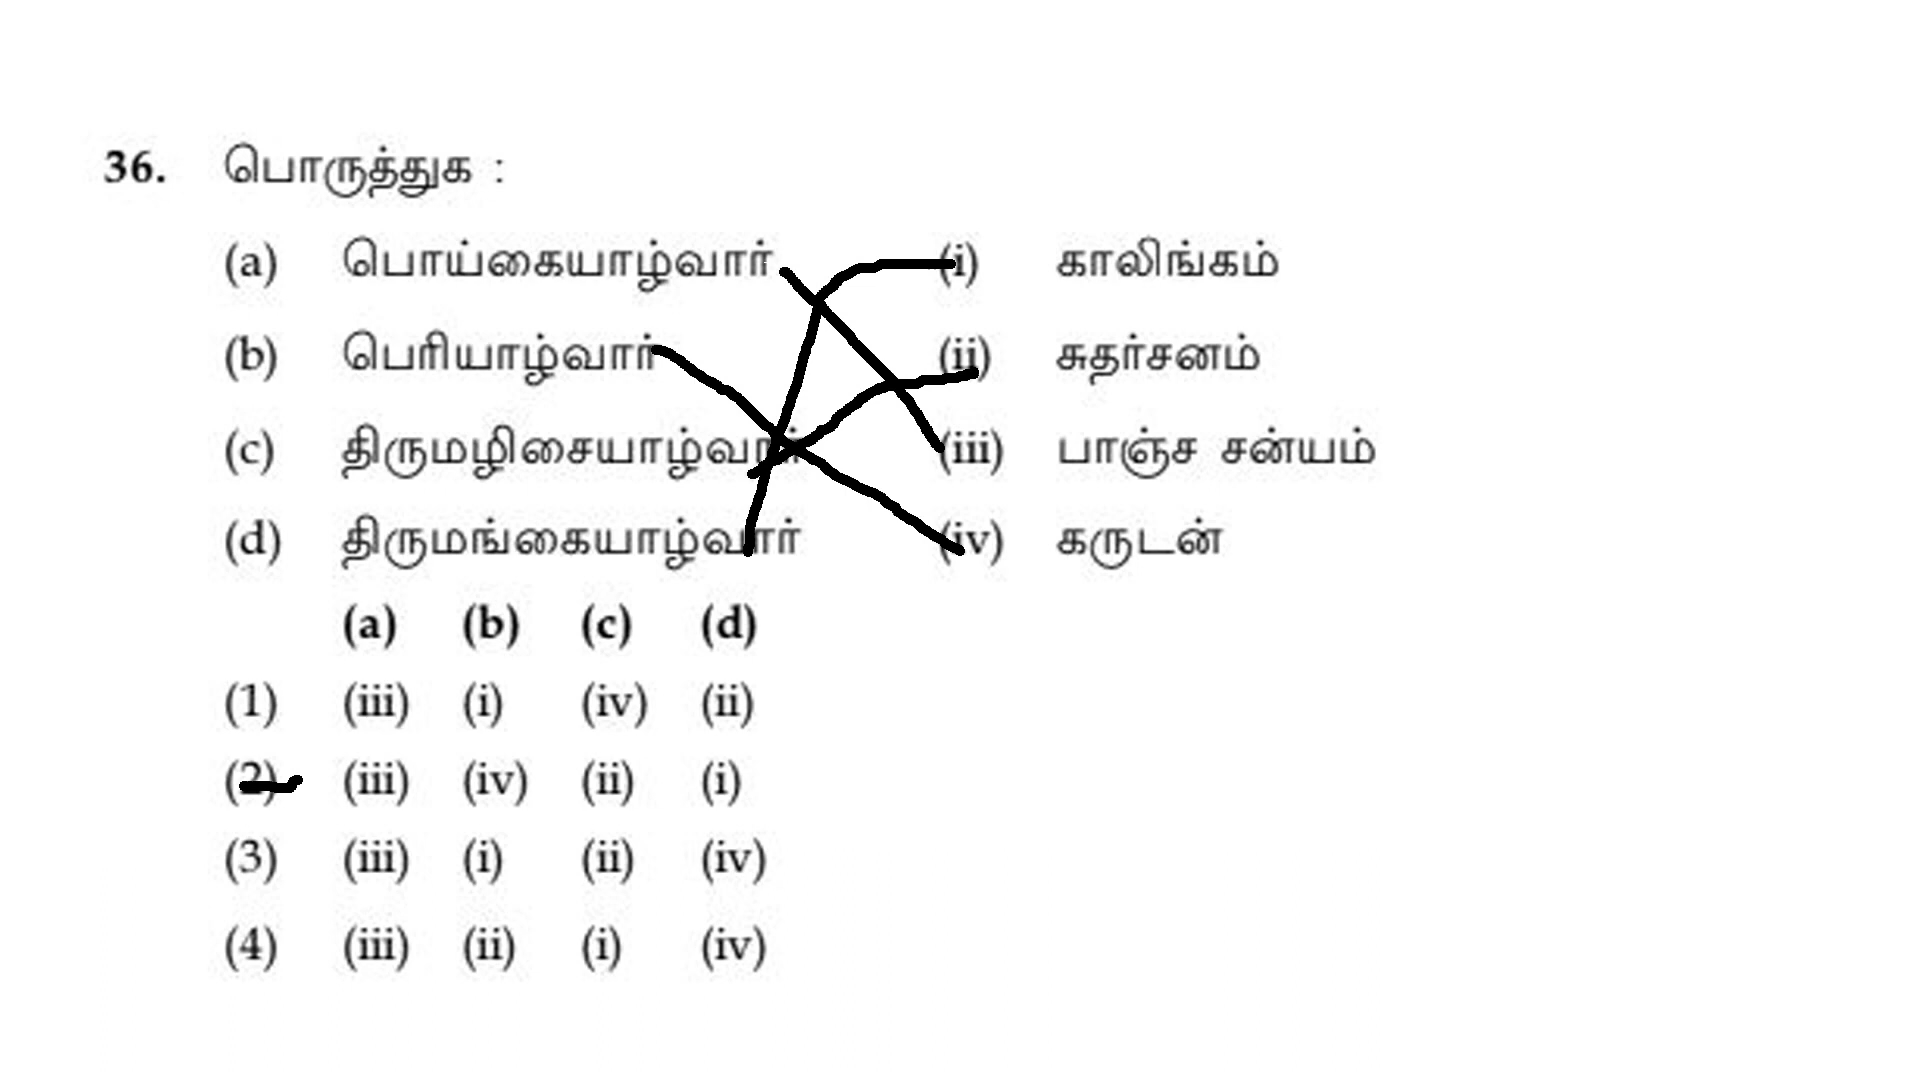 36. பொருத்துக :
(a) பொய்கையாழ்வார் (i) காலிங்கம்
(b) பெரியாழ்வார் (ii) சுதர்சனம்
(c) திருமழிசையாழ்வார் (iii) பாஞ்ச சன்யம்
(d) திருமங்கையாழ்வார் (iv) கருடன்
(a) (b) (c) (d)
(1) (iii) (i) (iv) (ii)
(2) (iii) (iv) (ii) (i)
(3) (iii) (i) (ii) (iv)
(4) (iii) (ii) (i) (iv)